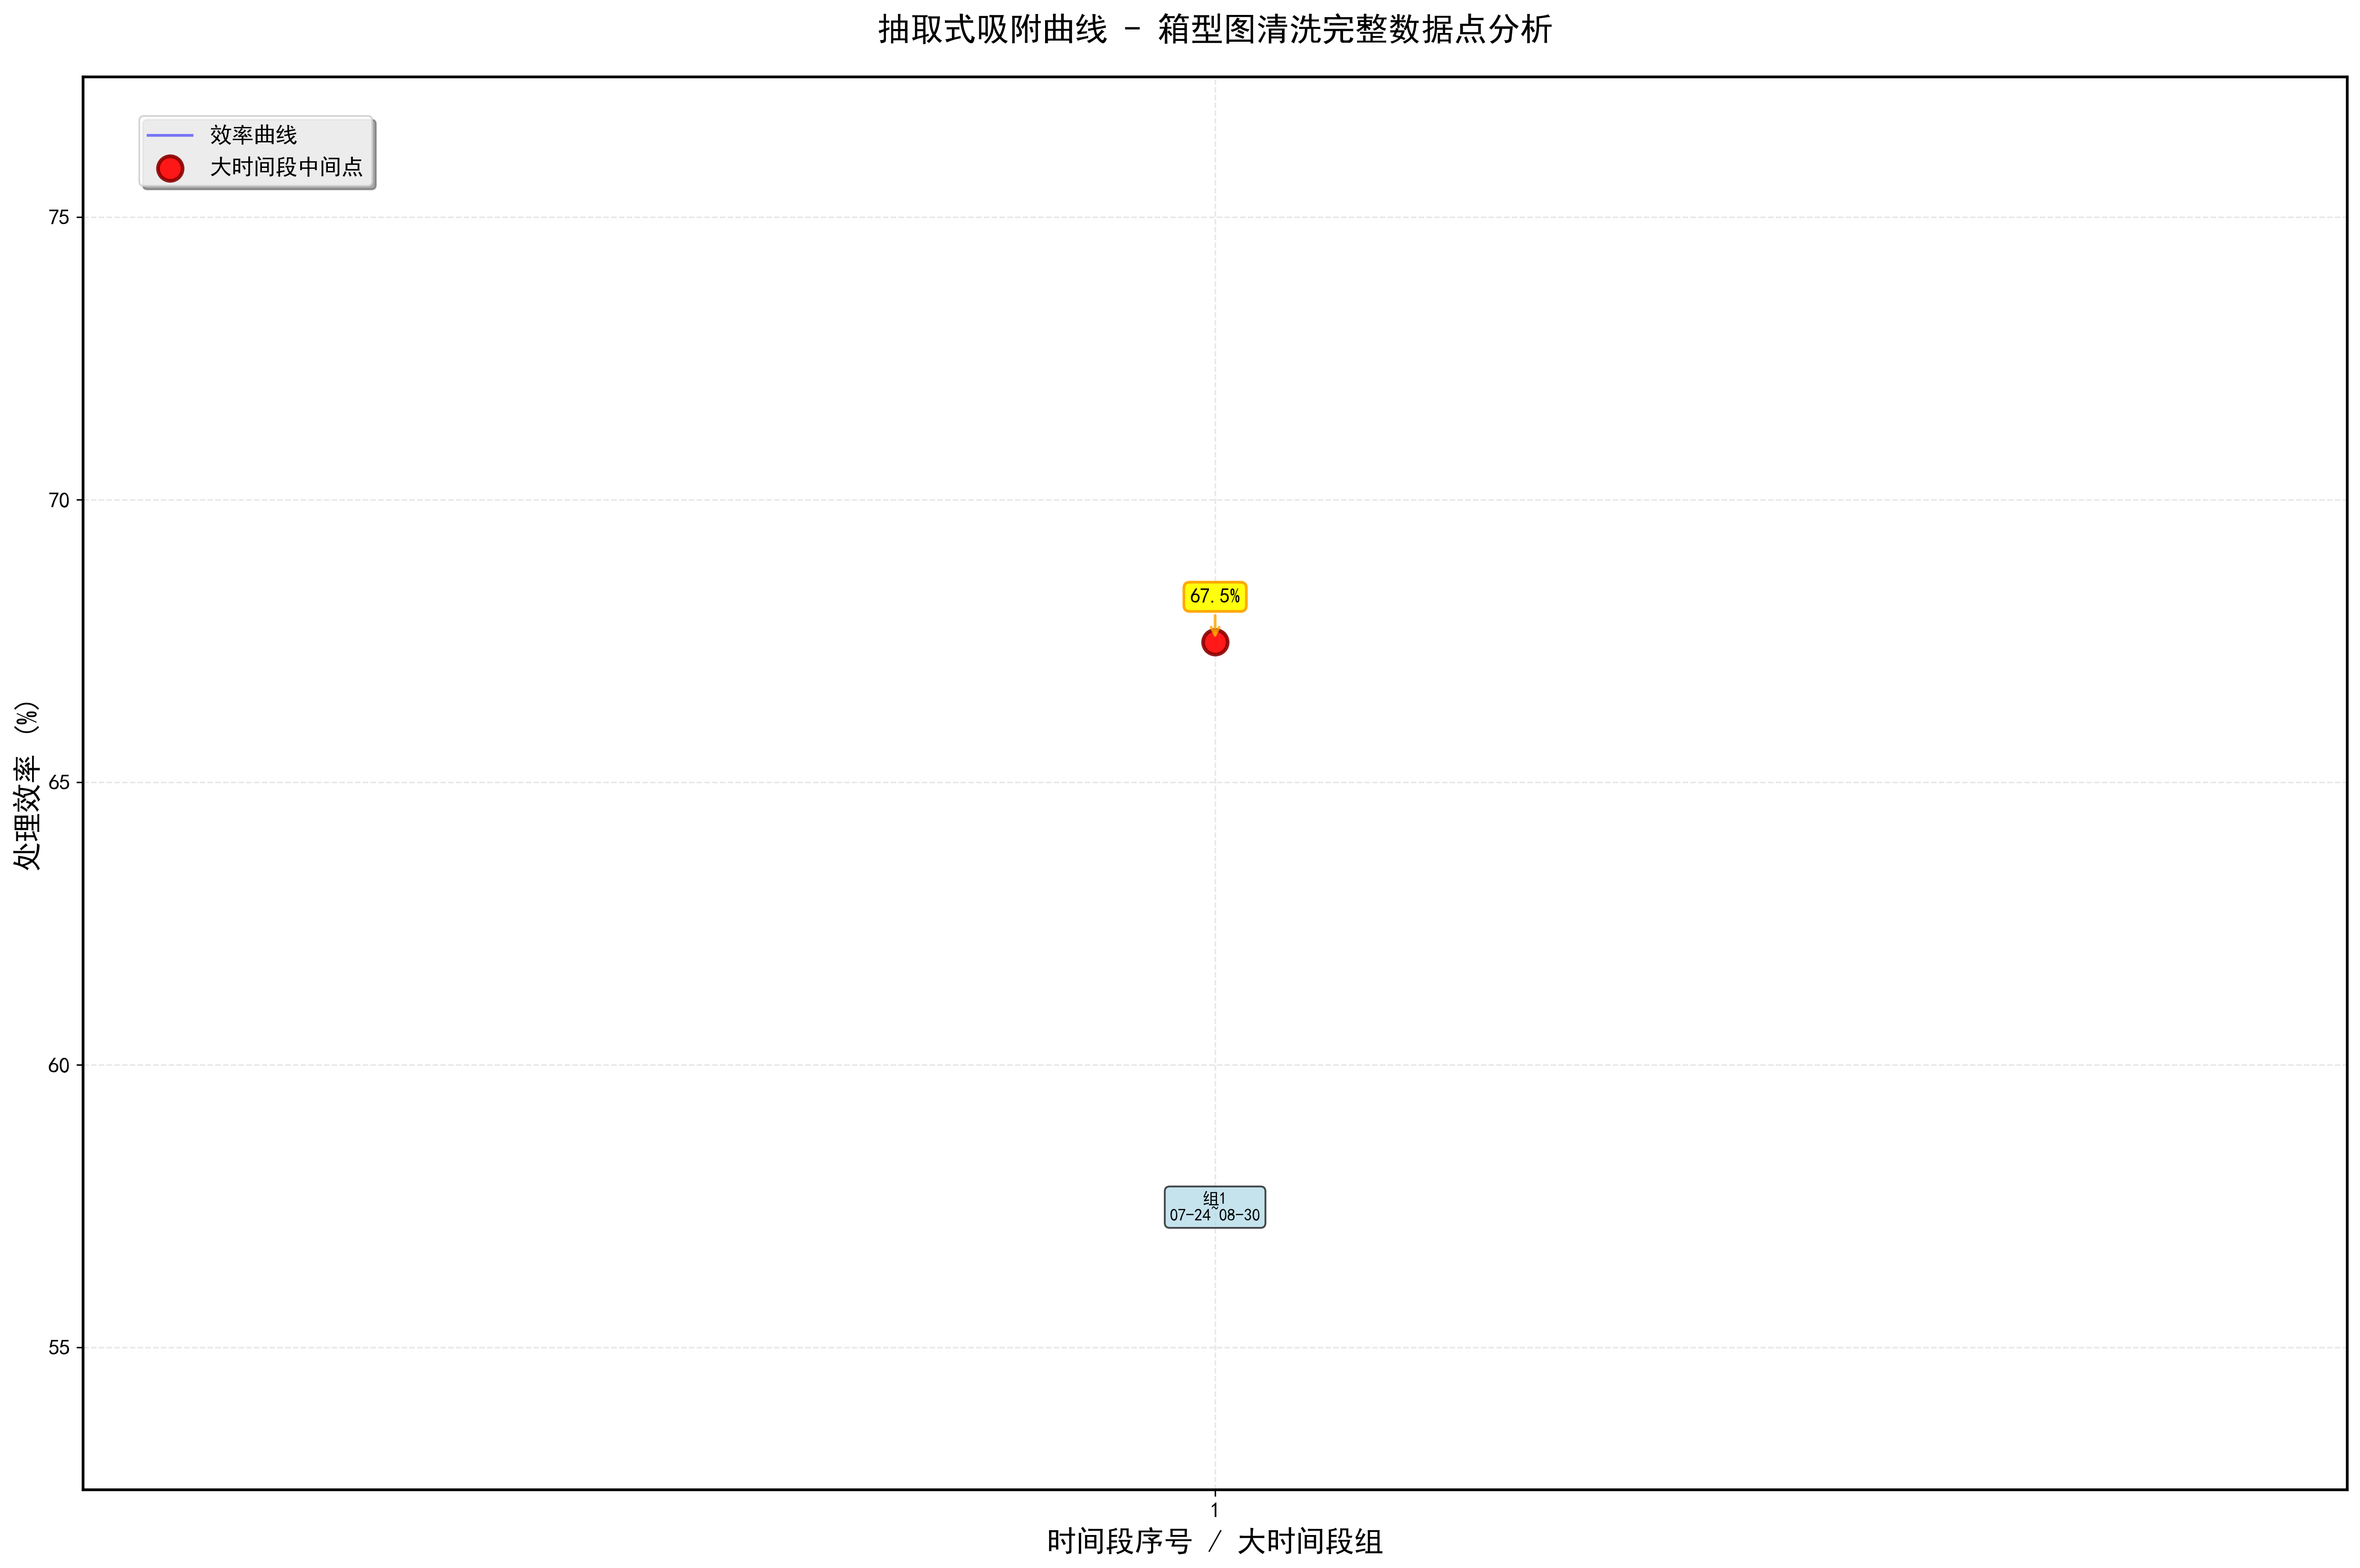 抽取式吸附曲线 - 箱型图清洗完整数据点分析
效率曲线
大时间段中间点
75
70
67.5%
65
60
组1
07-24~08-30
55
1
处理效率 (%)
时间段序号 / 大时间段组